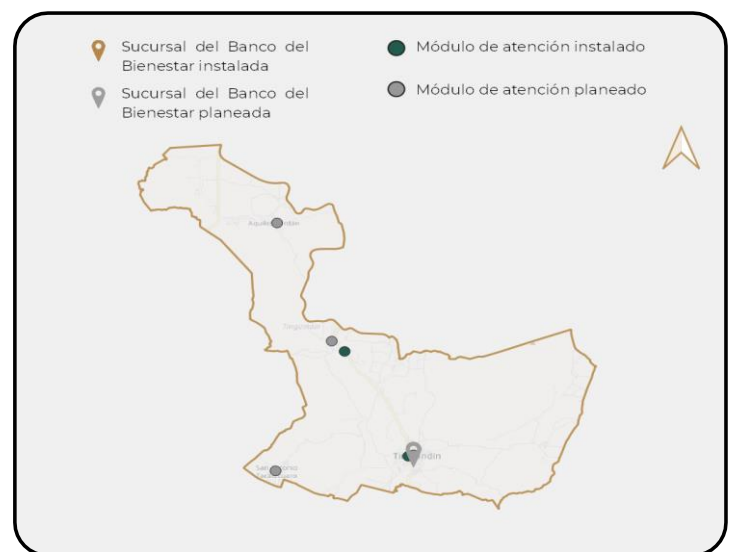 Sucursal del Banco del
Bienestar instalada
Módulo de atención instalado
Sucursal del Banco del
Bienestar planeada
Módulo de atención planeado